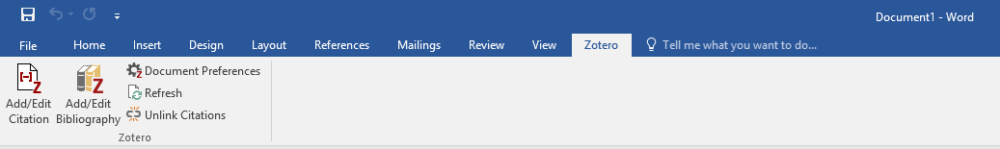 Document1 - Word
File Home Insert Design Layout References Mailings Review View Zotero Tell me what you want to do...
Add/Edit Citation
Add/Edit Bibliography
Document Preferences
Refresh
Unlink Citations
Zotero